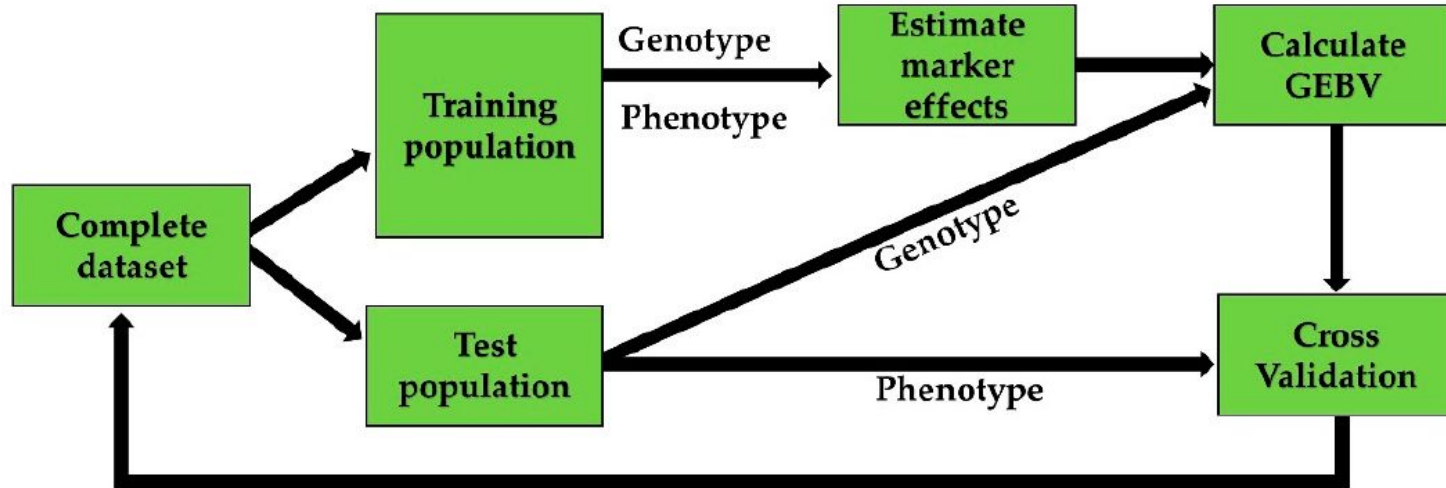 Complete
dataset
Training
population
Test
population
Genotype
Phenotype
Estimate
marker
effects
Calculate
GEBV
Genotype
Phenotype
Cross
Validation